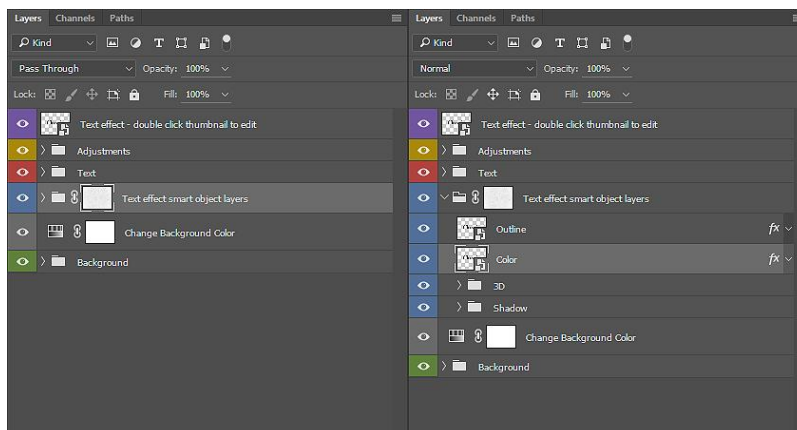 Layers Channels Paths
Kind
Pass Through Opacity: 100%
Lock: Fill: 100%
Text effect - double click thumbnail to edit
Adjustments
Text
Text effect smart object layers
Change Background Color
Background
Layers Channels Paths
Kind
Normal Opacity: 100%
Lock: Fill: 100%
Text effect - double click thumbnail to edit
Adjustments
Text
Text effect smart object layers
Outline fx
Color fx
3D
Shadow
Change Background Color
Background